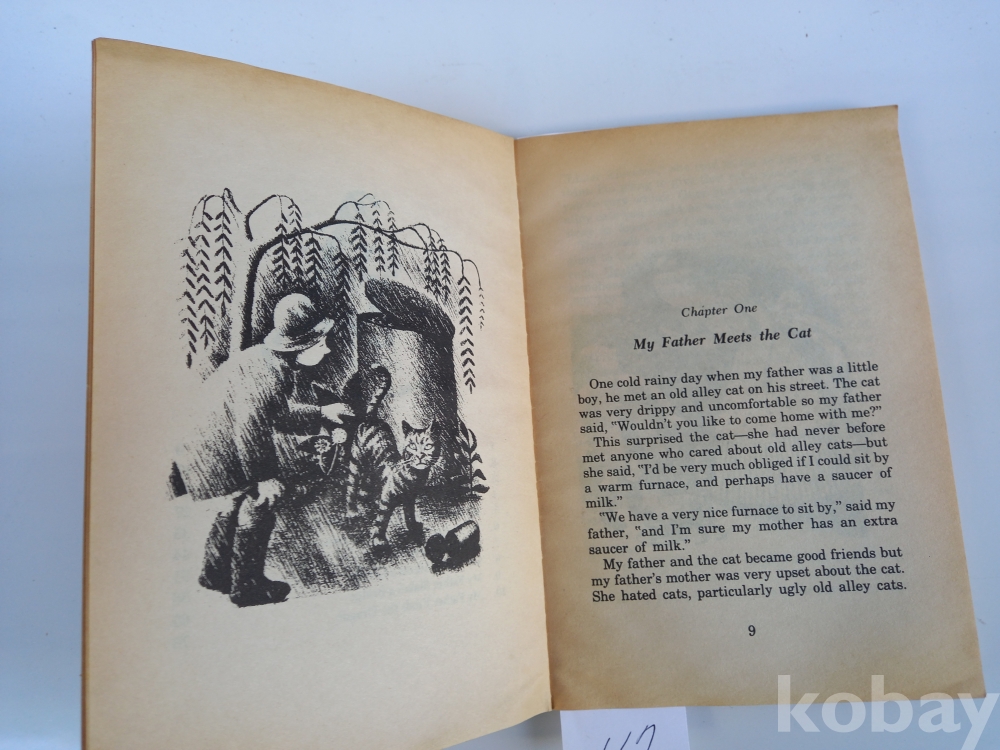 Chapter One
My Father Meets the Cat
One cold rainy day when my father was a little
boy, he met an old alley cat on his street. The cat
was very drippy and uncomfortable so my father
said, "Wouldn't you like to come home with me?"
This surprised the cat—she had never before
met anyone who cared about old alley cats—but
she said, "I'd be very much obliged if I could sit by
a warm furnace, and perhaps have a saucer of
milk."
"We have a very nice furnace to sit by," said my
father, "and I'm sure my mother has an extra
saucer of milk."
My father and the cat became good friends but
my father's mother was very upset about the cat.
She hated cats, particularly ugly old alley cats.
9
kobay